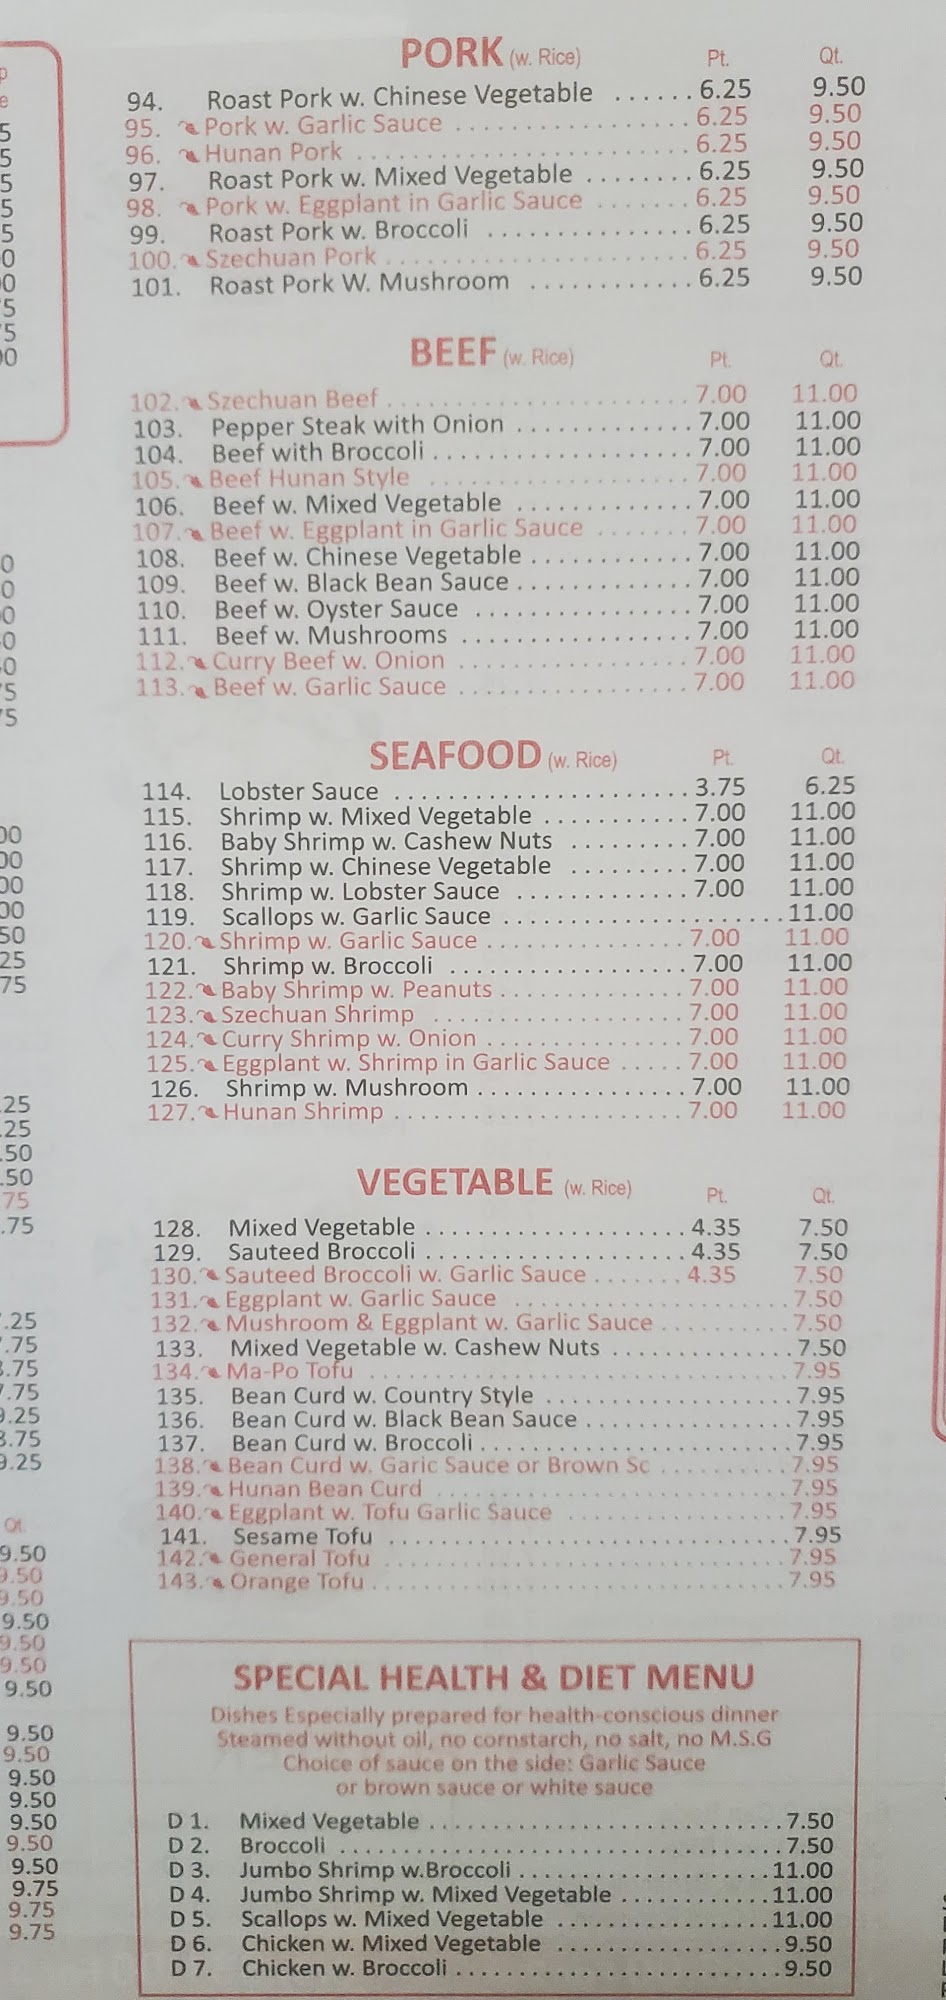 PORK (w. Rice) Pt. Qt.
94. Roast Pork w. Chinese Vegetable ...... 6.25 9.50
95. Pork w. Garlic Sauce ................. 6.25 9.50
96. Hunan Pork ........................ 6.25 9.50
97. Roast Pork w. Mixed Vegetable ........ 6.25 9.50
98. Pork w. Eggplant in Garlic Sauce ....... 6.25 9.50
99. Roast Pork w. Broccoli ............... 6.25 9.50
100. Szechuan Pork ...................... 6.25 9.50
101. Roast Pork W. Mushroom ............ 6.25 9.50
BEEF (w. Rice) Pt. Qt.
102. Szechuan Beef ...................... 7.00 11.00
103. Pepper Steak with Onion ............. 7.00 11.00
104. Beef with Broccoli ................... 7.00 11.00
105. Beef Hunan Style ................... 7.00 11.00
106. Beef w. Mixed Vegetable ............. 7.00 11.00
107. Beef w. Eggplant in Garlic Sauce ....... 7.00 11.00
108. Beef w. Chinese Vegetable ............ 7.00 11.00
109. Beef w. Black Bean Sauce ............. 7.00 11.00
110. Beef w. Oyster Sauce ................ 7.00 11.00
111. Beef w. Mushrooms ................. 7.00 11.00
112. Curry Beef w. Onion ................. 7.00 11.00
113. Beef w. Garlic Sauce ................. 7.00 11.00
SEAFOOD (w. Rice) Pt. Qt.
114. Lobster Sauce ...................... 3.75 6.25
115. Shrimp w. Mixed Vegetable ........... 7.00 11.00
116. Baby Shrimp w. Cashew Nuts ......... 7.00 11.00
117. Shrimp w. Chinese Vegetable ......... 7.00 11.00
118. Shrimp w. Lobster Sauce ............. 7.00 11.00
119. Scallops w. Garlic Sauce ..................... 11.00
120. Shrimp w. Garlic Sauce ............... 7.00 11.00
121. Shrimp w. Broccoli .................. 7.00 11.00
122. Baby Shrimp w. Peanuts .............. 7.00 11.00
123. Szechuan Shrimp ................... 7.00 11.00
124. Curry Shrimp w. Onion ............... 7.00 11.00
125. Eggplant w. Shrimp in Garlic Sauce ..... 7.00 11.00
126. Shrimp w. Mushroom ................ 7.00 11.00
127. Hunan Shrimp ...................... 7.00 11.00
VEGETABLE (w. Rice) Pt. Qt.
128. Mixed Vegetable .................... 4.35 7.50
129. Sauteed Broccoli .................... 4.35 7.50
130. Sauteed Broccoli w. Garlic Sauce ....... 4.35 7.50
131. Eggplant w. Garlic Sauce ..................... 7.50
132. Mushroom & Eggplant w. Garlic Sauce .......... 7.50
133. Mixed Vegetable w. Cashew Nuts ............... 7.50
134. Ma-Po Tofu ................................ 7.95
135. Bean Curd w. Country Style .................... 7.95
136. Bean Curd w. Black Bean Sauce ................ 7.95
137. Bean Curd w. Broccoli ........................ 7.95
138. Bean Curd w. Garic Sauce or Brown Sc .......... 7.95
139. Hunan Bean Curd ........................... 7.95
140. Eggplant w. Tofu Garlic Sauce ................. 7.95
141. Sesame Tofu ............................... 7.95
142. General Tofu ............................... 7.95
143. Orange Tofu ................................ 7.95
SPECIAL HEALTH & DIET MENU
Dishes Especially prepared for health-conscious dinner
Steamed without oil, no cornstarch, no salt, no M.S.G
Choice of sauce on the side: Garlic Sauce
or brown sauce or white sauce
D 1. Mixed Vegetable ........................... 7.50
D 2. Broccoli ................................... 7.50
D 3. Jumbo Shrimp w.Broccoli ..................... 11.00
D 4. Jumbo Shrimp w. Mixed Vegetable ............ 11.00
D 5. Scallops w. Mixed Vegetable .................. 11.00
D 6. Chicken w. Mixed Vegetable ................... 9.50
D 7. Chicken w. Broccoli .......................... 9.50